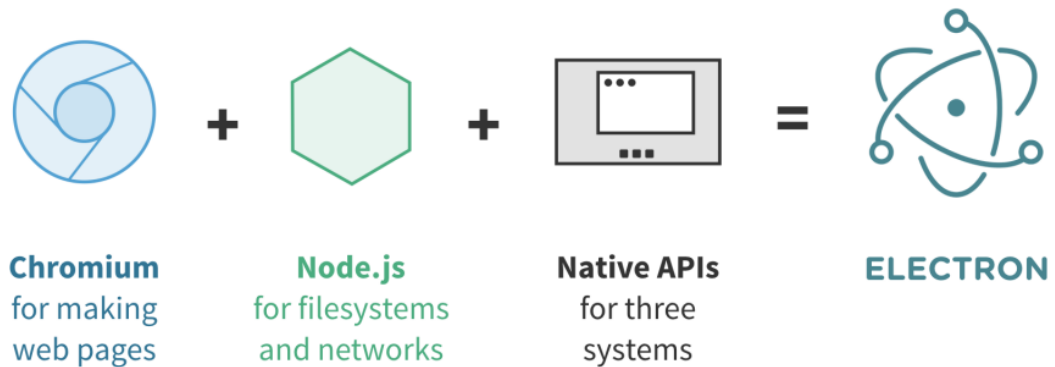 + + =
Chromium
for making
web pages
Node.js
for filesystems
and networks
Native APIs
for three
systems
ELECTRON